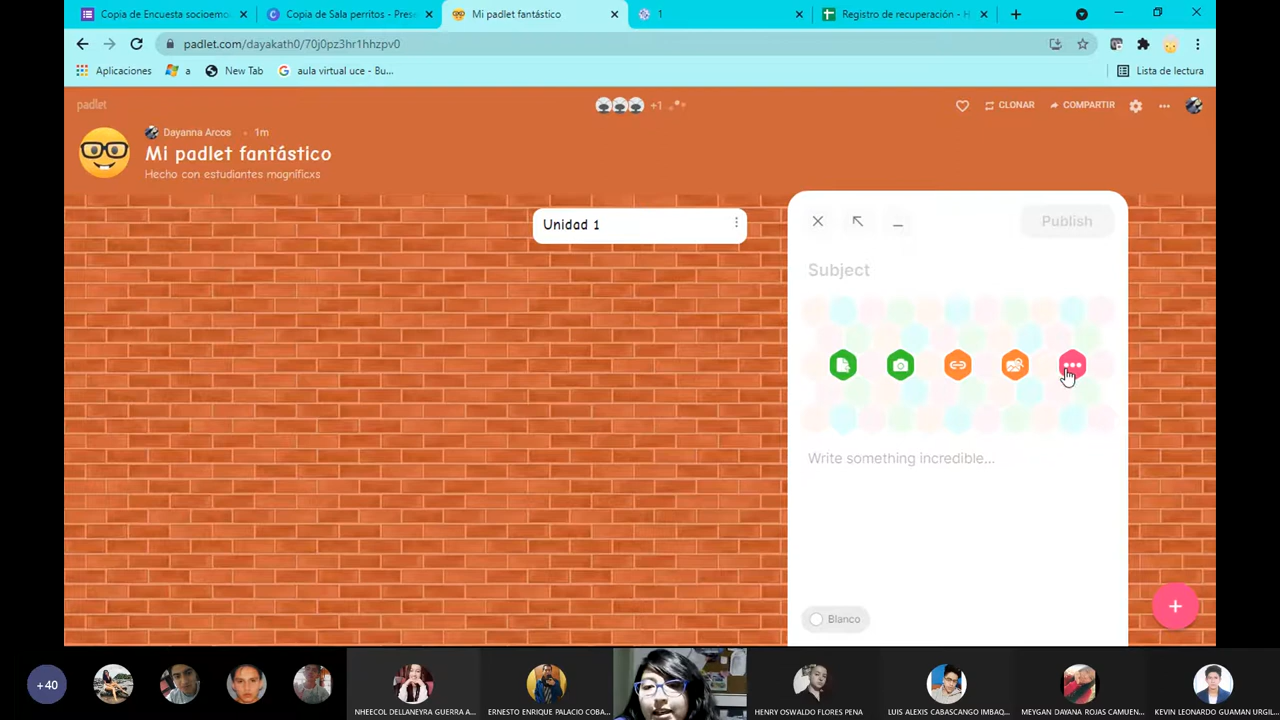 Copia de Encuesta socioemo
Copia de Sala perritos - Prese
Mi padlet fantástico
1
Registro de recuperación - H
padlet.com/dayakath0/70j0pz3hr1hhzpv0
Aplicaciones
a
New Tab
aula virtual uce - Bu...
Lista de lectura
padlet
+1
CLONAR
COMPARTIR
Dayanna Arcos
1m
Mi padlet fantástico
Hecho con estudiantes magníficxs
Unidad 1
Publish
Subject
Write something incredible...
Blanco
+40
NHEECOL DELLANEYRA GUERRA A...
ERNESTO ENRIQUE PALACIO COBA...
HENRY OSWALDO FLORES PENA
LUIS ALEXIS CABASCANGO IMBAQ...
MEYGAN DAYANA ROJAS CAMUEN...
KEVIN LEONARDO GUAMAN URGIL...